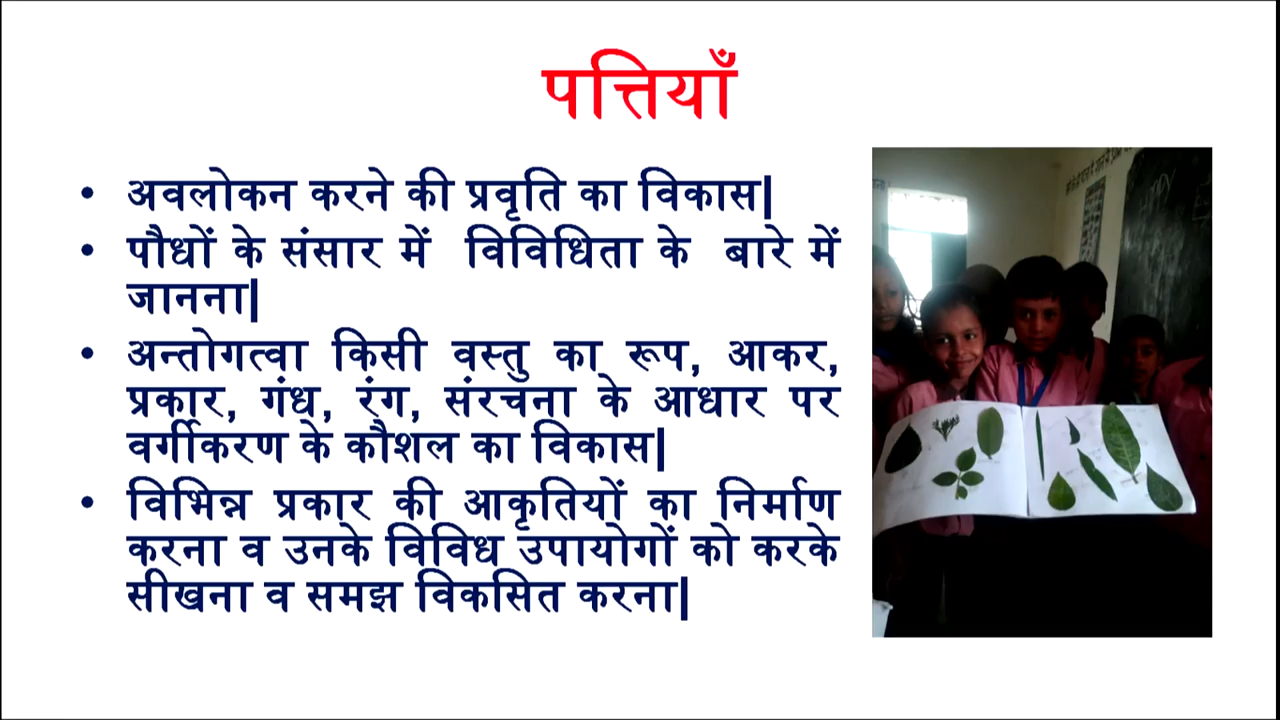 पत्तियाँ
• अवलोकन करने की प्रवृति का विकास|
• पौधों के संसार में विविधिता के बारे में
जानना|
• अन्तोगत्वा किसी वस्तु का रूप, आकर,
प्रकार, गंध, रंग, संरचना के आधार पर
वर्गीकरण के कौशल का विकास|
• विभिन्न प्रकार की आकृतियों का निर्माण
करना व उनके विविध उपायोगों को करके
सीखना व समझ विकसित करना|